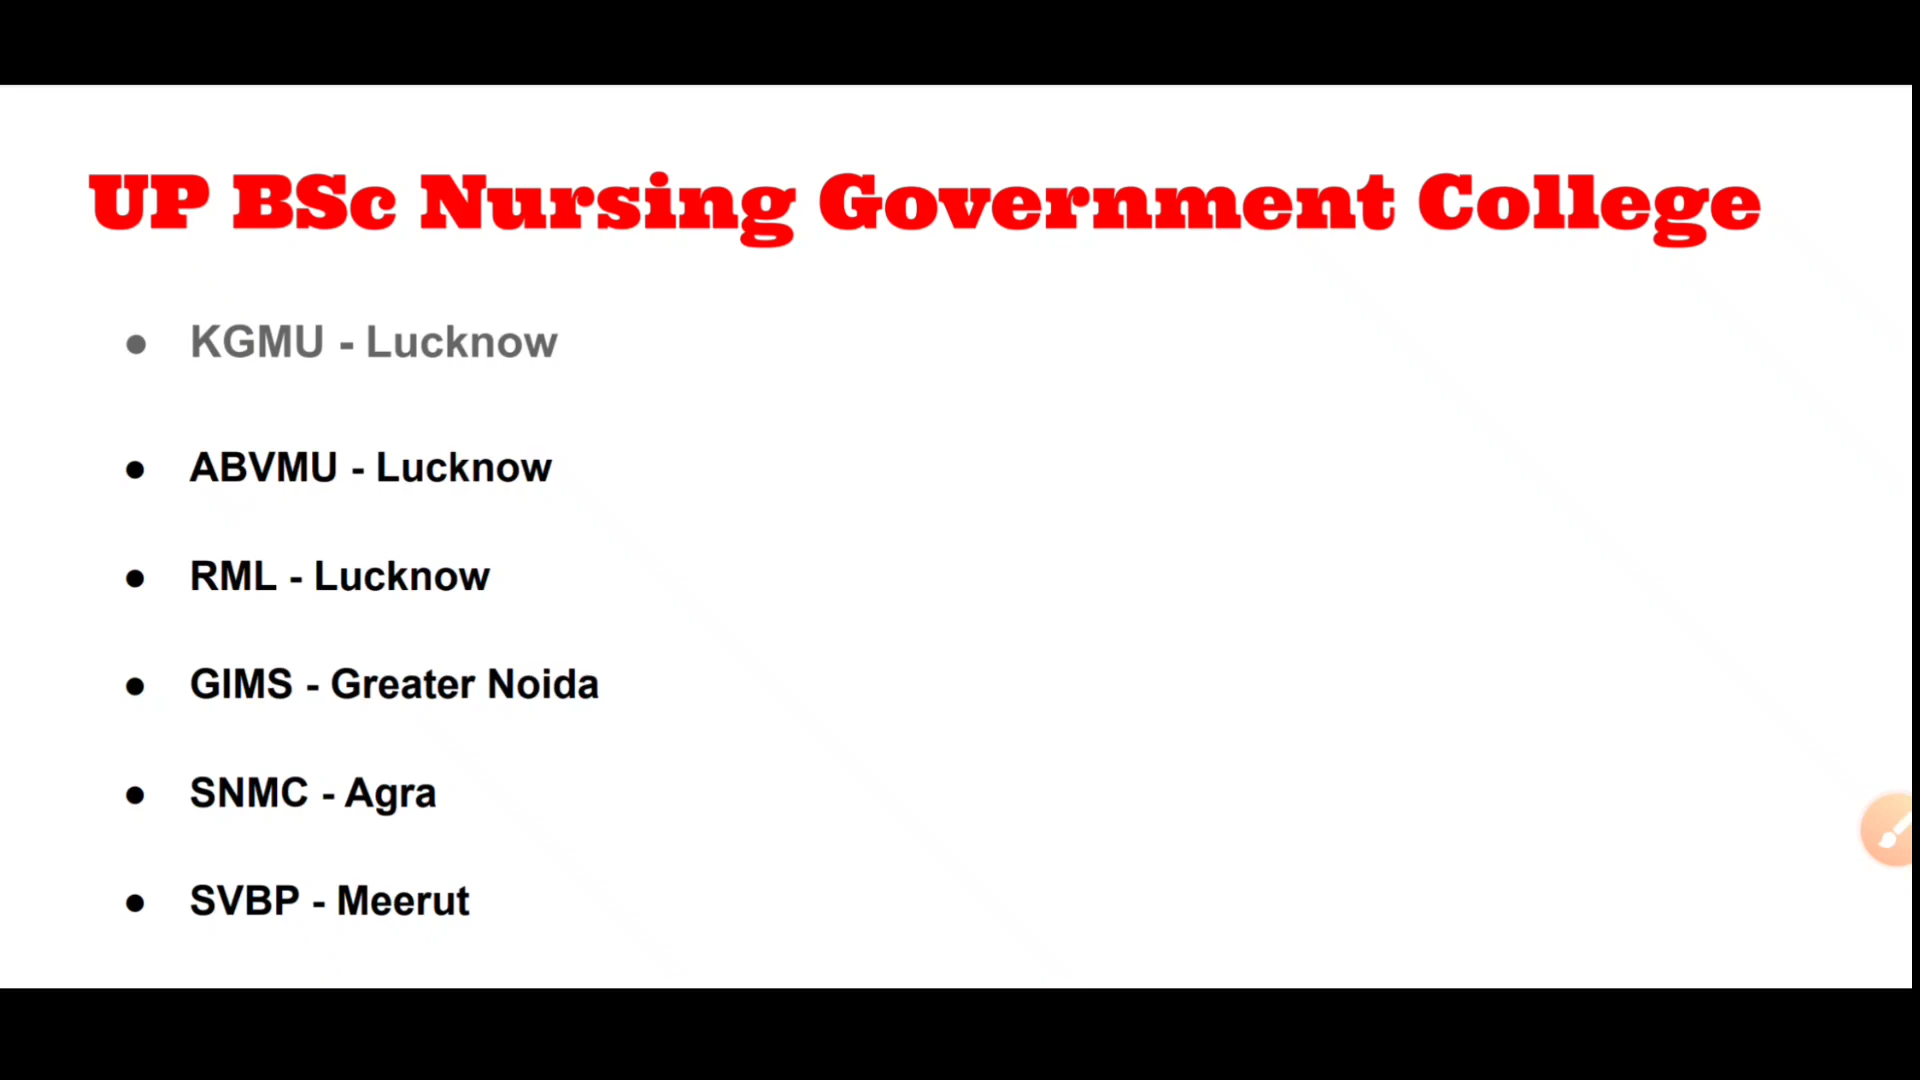 UP BSc Nursing Government College
● KGMU - Lucknow
● ABVMU - Lucknow
● RML - Lucknow
● GIMS - Greater Noida
● SNMC - Agra
● SVBP - Meerut